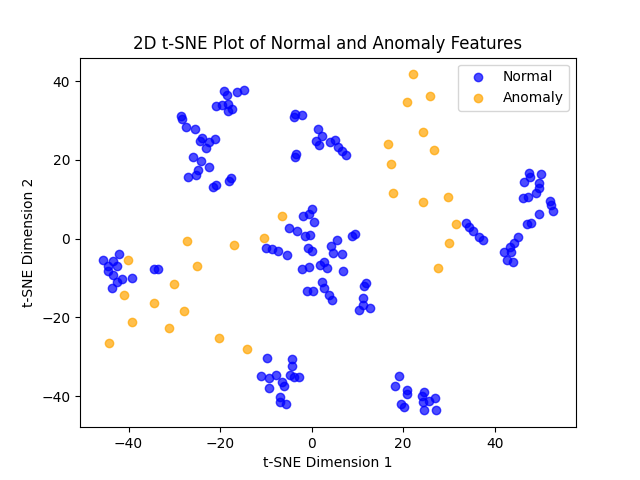 2D t-SNE Plot of Normal and Anomaly Features
Normal
Anomaly
40
20
0
−20
−40
t-SNE Dimension 2
−40 −20 0 20 40
t-SNE Dimension 1